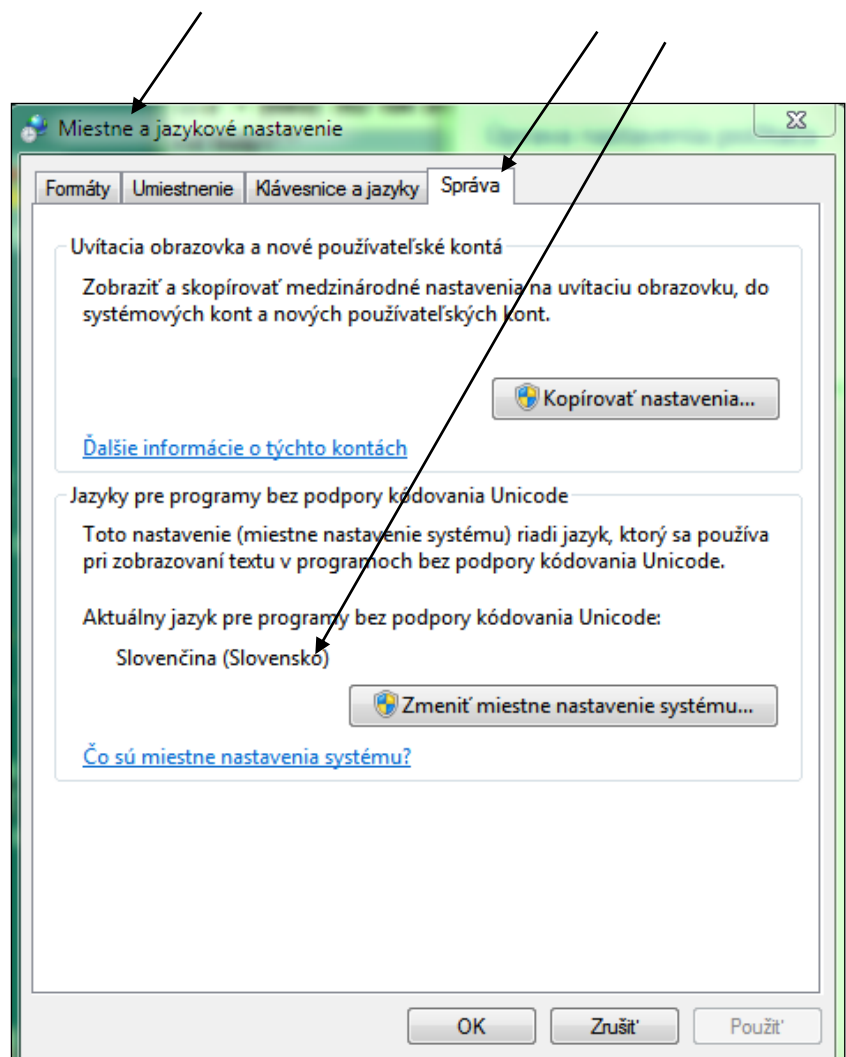 Miestne a jazykové nastavenie
Formáty Umiestnenie Klávesnice a jazyky Správa
Uvítacia obrazovka a nové používateľské kontá
Zobraziť a skopírovať medzinárodné nastavenia na uvítaciu obrazovku, do
systémových kont a nových používateľských kont.
Kopírovať nastavenia...
Ďalšie informácie o týchto kontách
Jazyky pre programy bez podpory kódovania Unicode
Toto nastavenie (miestne nastavenie systému) riadi jazyk, ktorý sa používa
pri zobrazovaní textu v programoch bez podpory kódovania Unicode.
Aktuálny jazyk pre programy bez podpory kódovania Unicode:
Slovenčina (Slovensko)
Zmeniť miestne nastavenie systému...
Čo sú miestne nastavenia systému?
OK Zrušiť Použiť